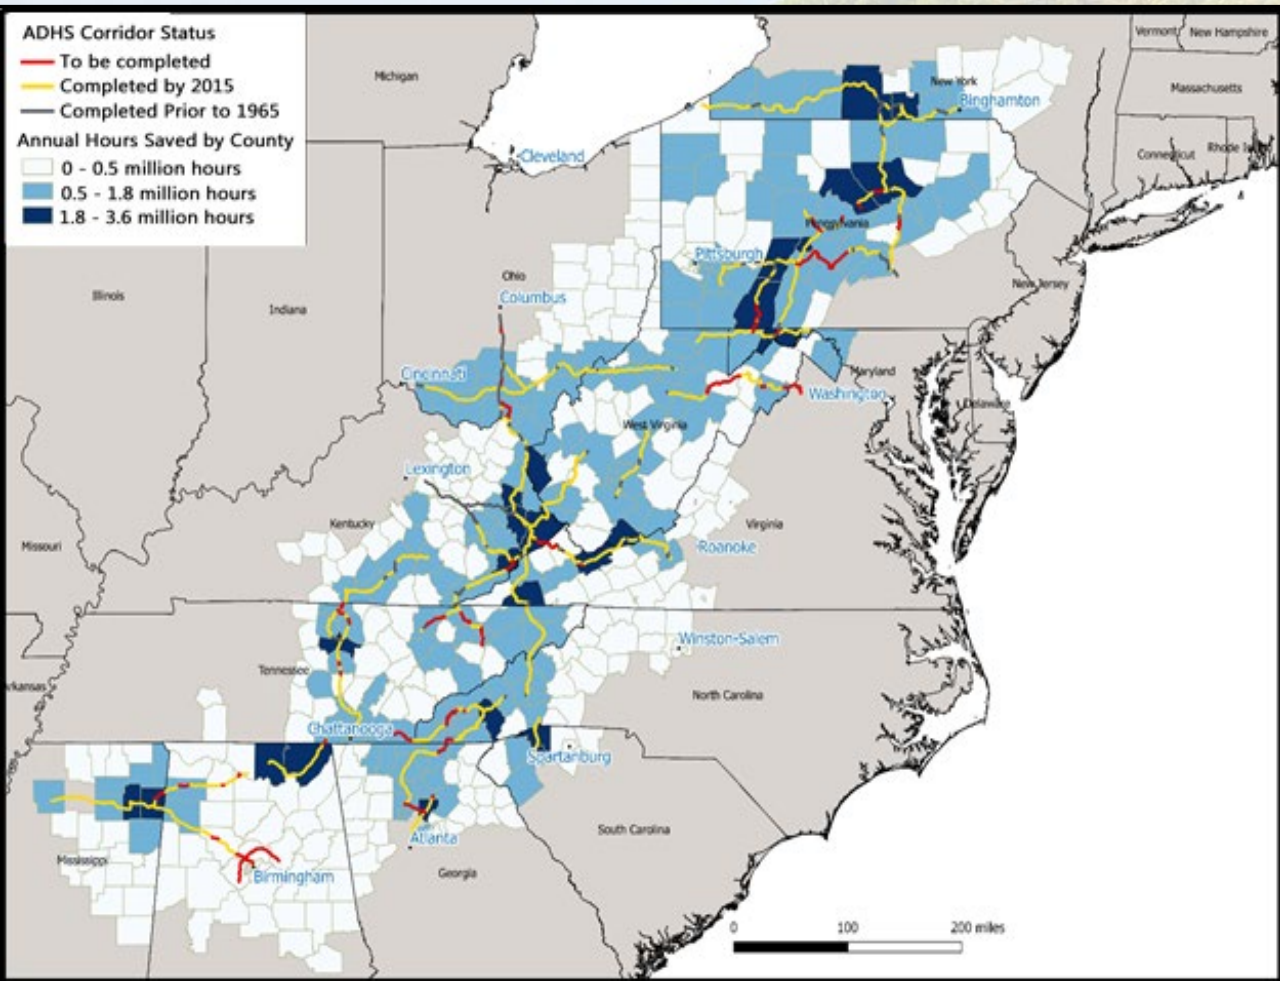 ADHS Corridor Status
To be completed
Completed by 2015
Completed Prior to 1965
Annual Hours Saved by County
0 - 0.5 million hours
0.5 - 1.8 million hours
1.8 - 3.6 million hours
Vermont
New Hampshire
Michigan
New York
Massachusetts
Binghamton
Connecticut
Rhode
Cleveland
Pennsylvania
Pittsburgh
Ohio
New Jersey
Illinois
Columbus
Indiana
Cincinnati
Maryland
Washington
Delaware
West Virginia
Lexington
Kentucky
Virginia
Missouri
Roanoke
Winston-Salem
Tennessee
rkansas
North Carolina
Chattanooga
Spartanburg
South Carolina
Atlanta
Mississippi
Georgia
Birmingham
0 100 200 miles